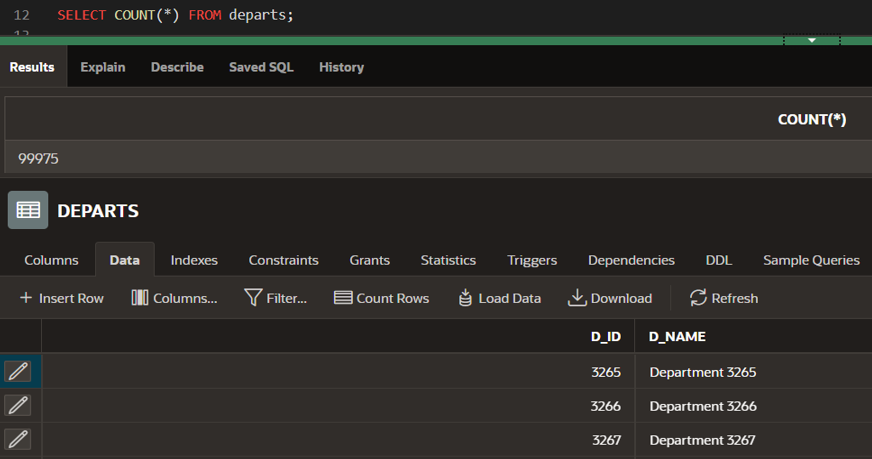 12 SELECT COUNT(*) FROM departs;
Results Explain Describe Saved SQL History
COUNT(*)
99975
DEPARTS
Columns Data Indexes Constraints Grants Statistics Triggers Dependencies DDL Sample Queries
+ Insert Row Columns... Filter... Count Rows Load Data Download Refresh
D_ID D_NAME
3265 Department 3265
3266 Department 3266
3267 Department 3267